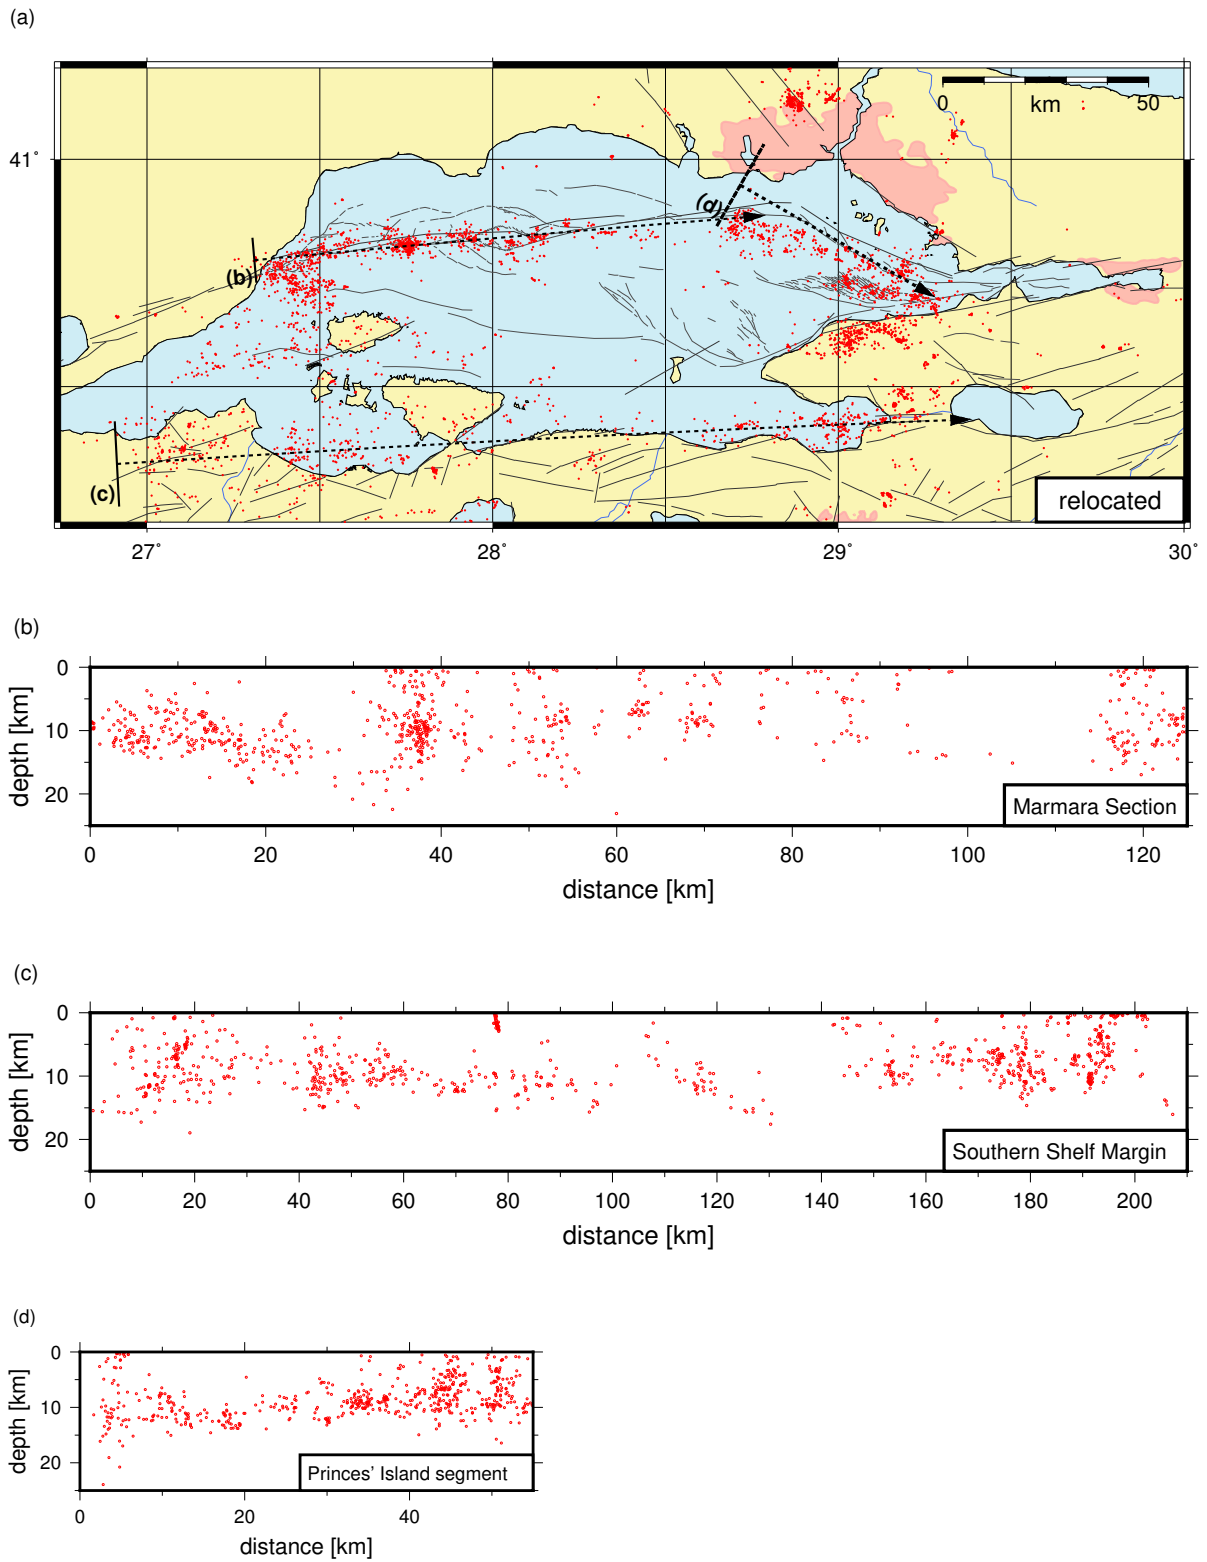 (a)
0 km 50
41°
(d)
(b)
(c)
relocated
27° 28° 29° 30°
(b)
0
10
20
depth [km]
Marmara Section
0 20 40 60 80 100 120
distance [km]
(c)
0
10
20
depth [km]
Southern Shelf Margin
0 20 40 60 80 100 120 140 160 180 200
distance [km]
(d)
0
10
20
depth [km]
Princes' Island segment
0 20 40
distance [km]